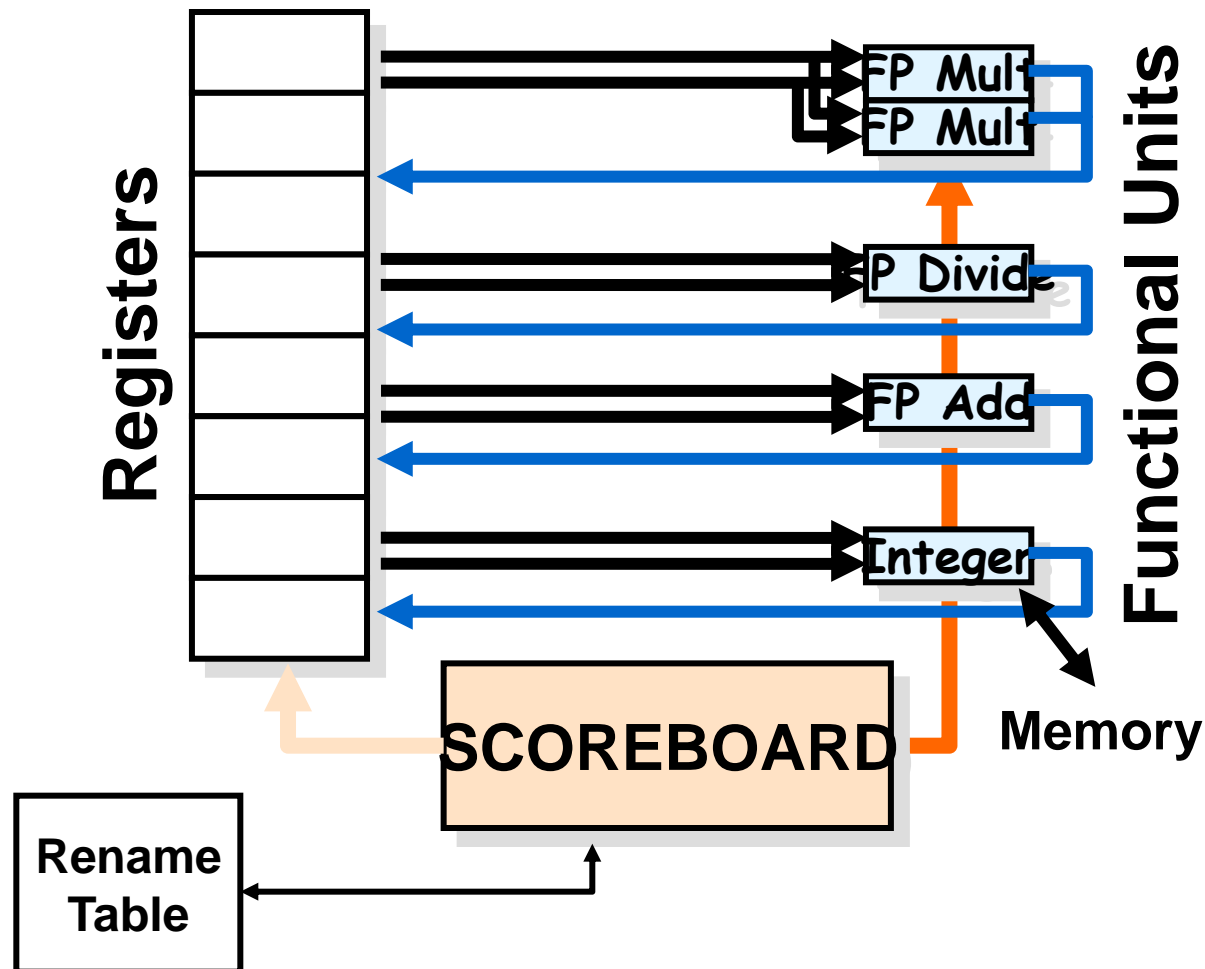 Registers
FP Mult
FP Mult
FP Divide
FP Add
Integer
Functional Units
SCOREBOARD
Memory
Rename
Table